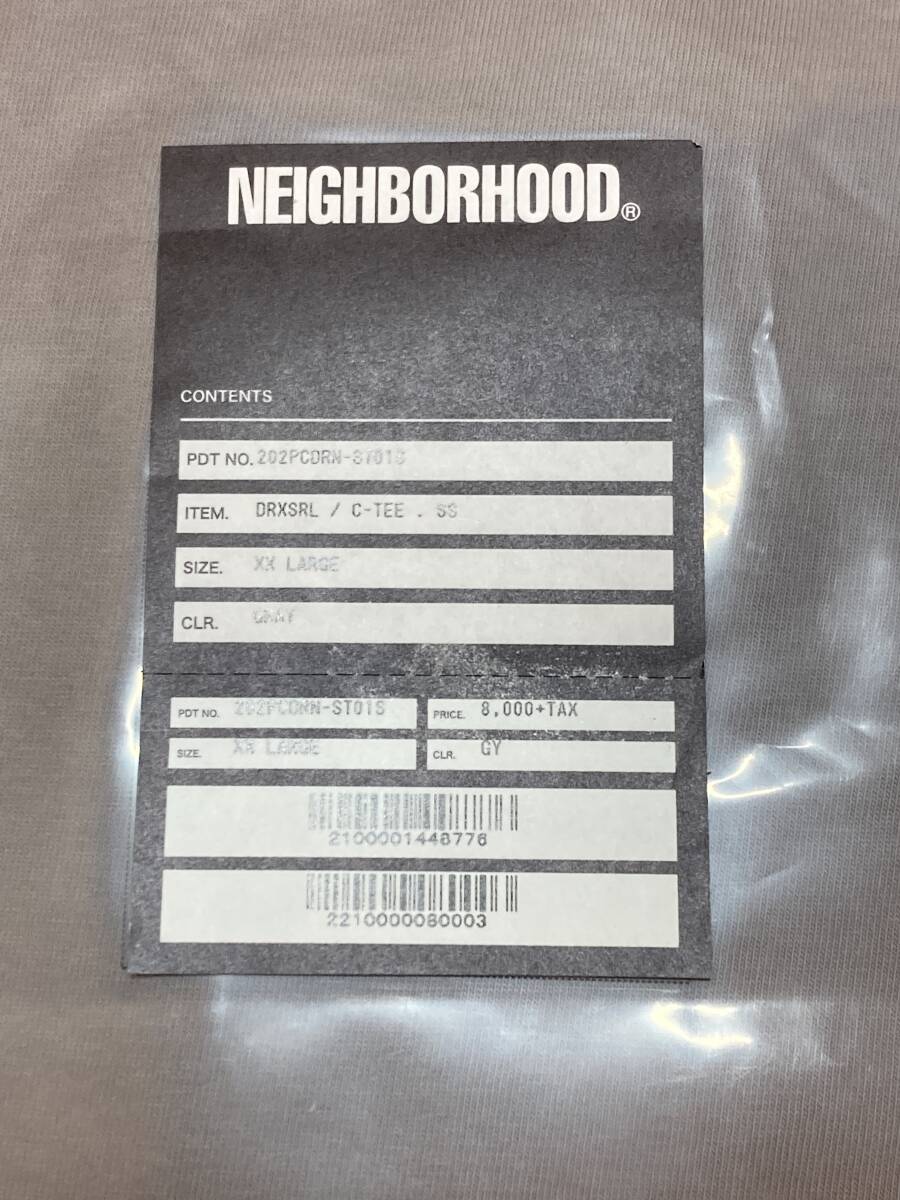 NEIGHBORHOOD®
CONTENTS
PDT NO. 202PCDRN-ST01S
ITEM. DRXSRL / C-TEE . SS
SIZE. XX LARGE
CLR. GRAY
PDT NO. 202PCDRN-ST01S
PRICE. 8,000+TAX
SIZE. XX LARGE
CLR. GY
2100001448776
2210000080003